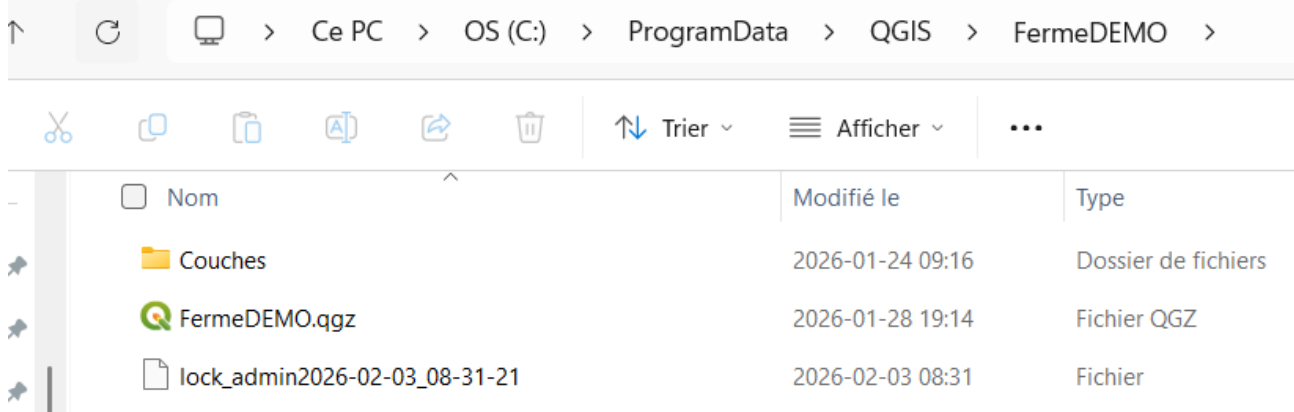 Ce PC > OS (C:) > ProgramData > QGIS > FermeDEMO >
Trier Afficher ...
Nom Modifié le Type
Couches 2026-01-24 09:16 Dossier de fichiers
FermeDEMO.qgz 2026-01-28 19:14 Fichier QGZ
lock_admin2026-02-03_08-31-21 2026-02-03 08:31 Fichier